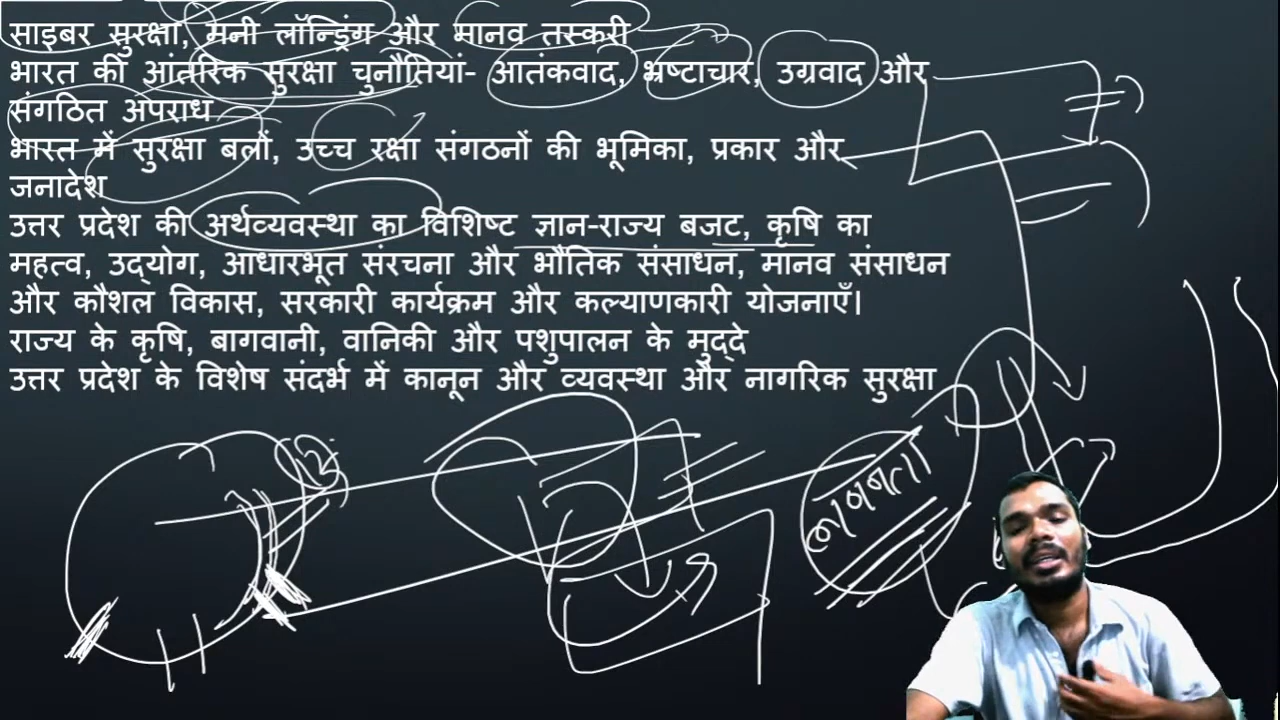 साइबर सुरक्षा, मनी लॉन्ड्रिंग और मानव तस्करी
भारत की आंतरिक सुरक्षा चुनौतियां- आतंकवाद, भ्रष्टाचार, उग्रवाद और
संगठित अपराध
भारत में सुरक्षा बलों, उच्च रक्षा संगठनों की भूमिका, प्रकार और
जनादेश
उत्तर प्रदेश की अर्थव्यवस्था का विशिष्ट ज्ञान-राज्य बजट, कृषि का
महत्व, उद्योग, आधारभूत संरचना और भौतिक संसाधन, मानव संसाधन
और कौशल विकास, सरकारी कार्यक्रम और कल्याणकारी योजनाएँ।
राज्य के कृषि, बागवानी, वानिकी और पशुपालन के मुद्दे
उत्तर प्रदेश के विशेष संदर्भ में कानून और व्यवस्था और नागरिक सुरक्षा